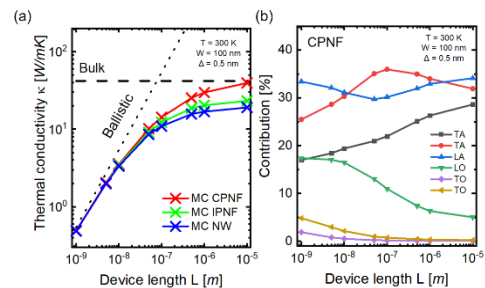 (a)
Thermal conductivity κ [W/mK]
10²
10¹
10⁰
T = 300 K
W = 100 nm
Δ = 0.5 nm
Bulk
Ballistic
MC CPNF
MC IPNF
MC NW
10⁻⁹ 10⁻⁸ 10⁻⁷ 10⁻⁶ 10⁻⁵
Device length L [m]
(b)
Contribution (%)
40
30
20
10
0
CPNF
T = 300 K
W = 100 nm
Δ = 0.5 nm
TA
TA
LA
LO
TO
TO
10⁻⁹ 10⁻⁸ 10⁻⁷ 10⁻⁶ 10⁻⁵
Device length L [m]